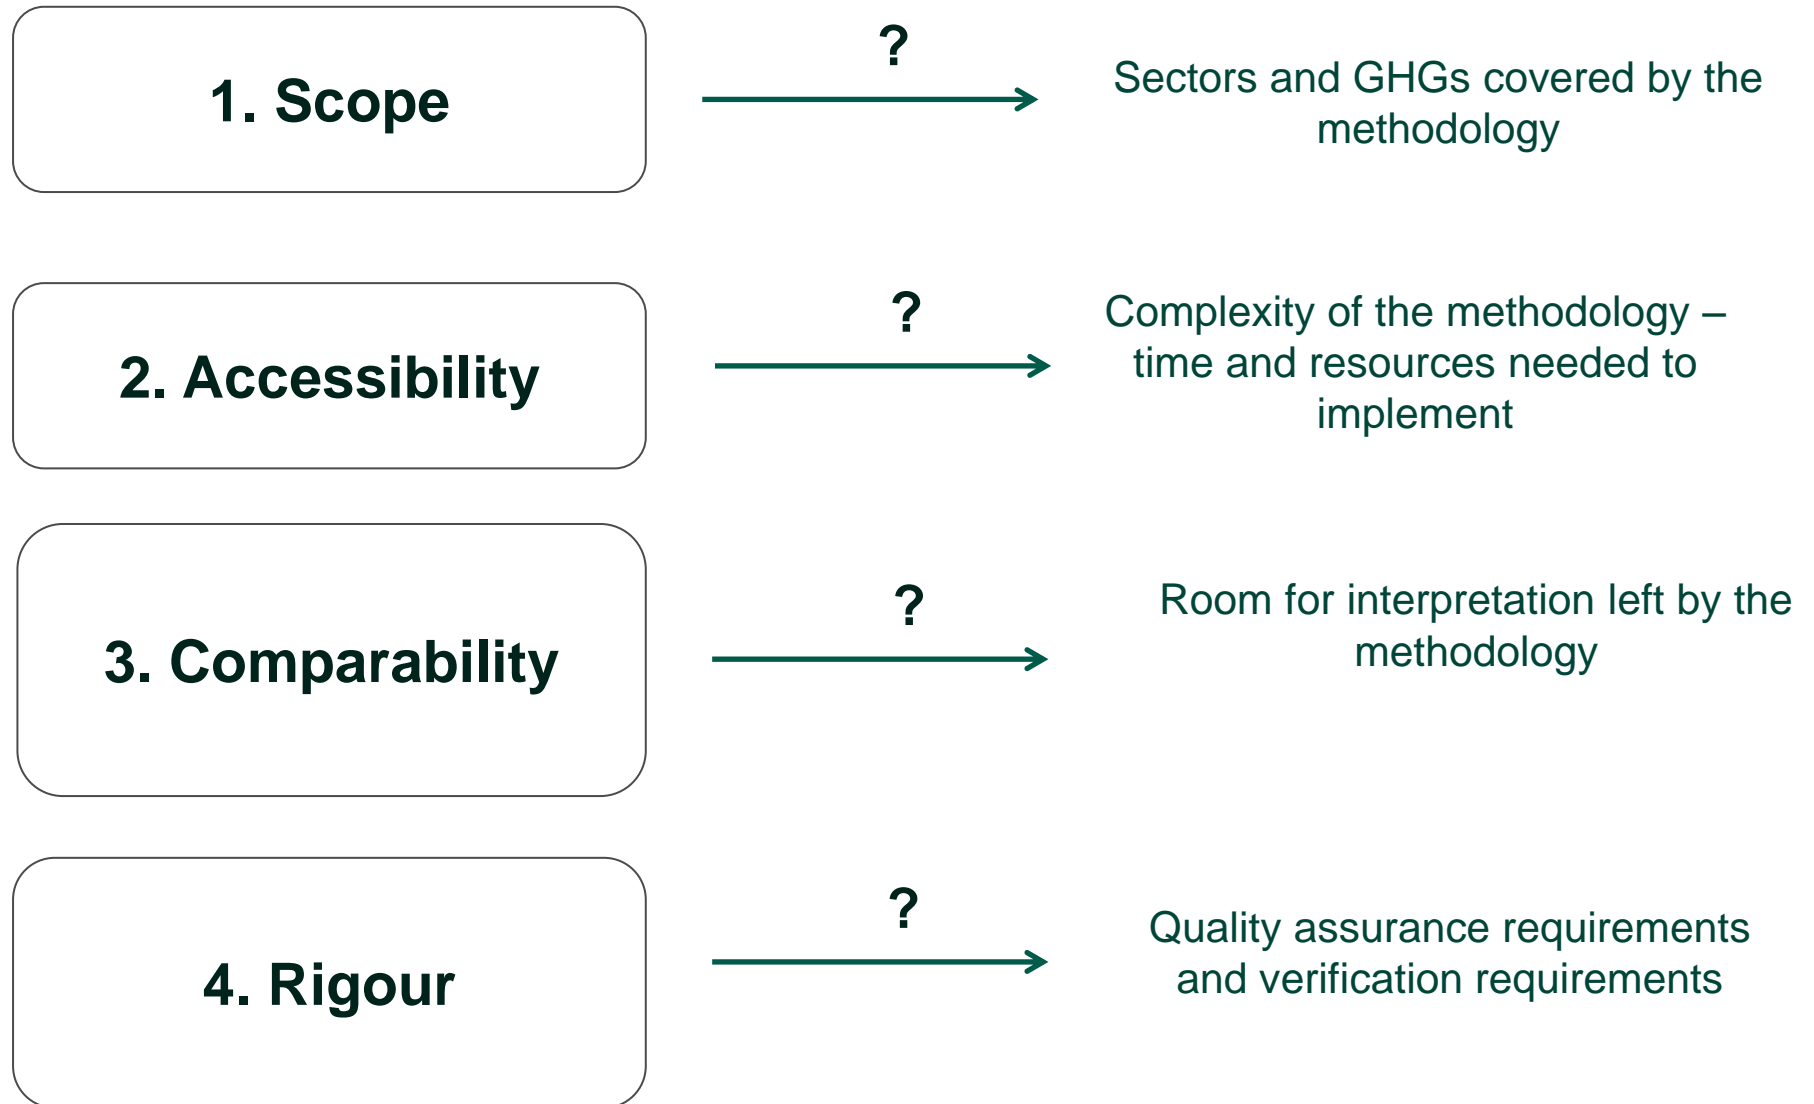 1. Scope
?
Sectors and GHGs covered by the
methodology
2. Accessibility
?
Complexity of the methodology –
time and resources needed to
implement
3. Comparability
?
Room for interpretation left by the
methodology
4. Rigour
?
Quality assurance requirements
and verification requirements